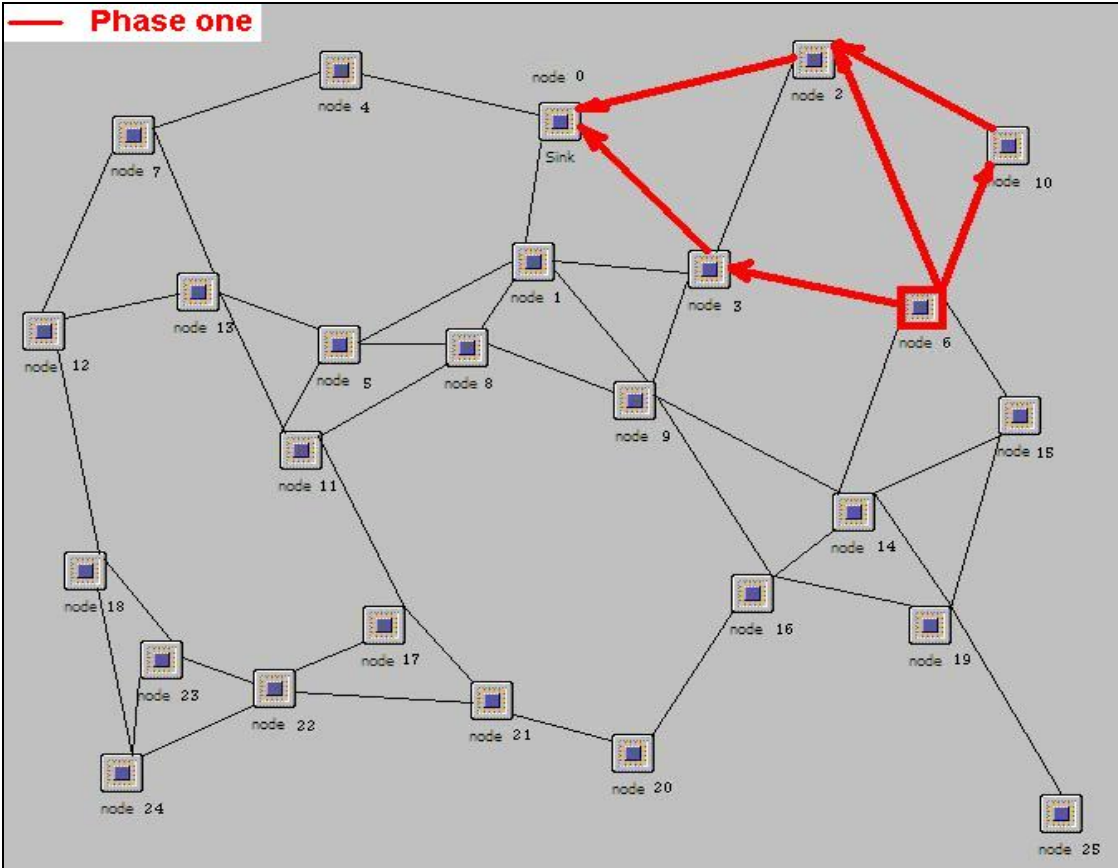 Phase one
node 0
node 2
node 4
Sink
node 7
node 10
node 1
node 3
node 13
node 6
node 12
node 5
node 8
node 9
node 15
node 11
node 14
node 18
node 16
node 19
node 17
node 23
node 22
node 21
node 20
node 24
node 25